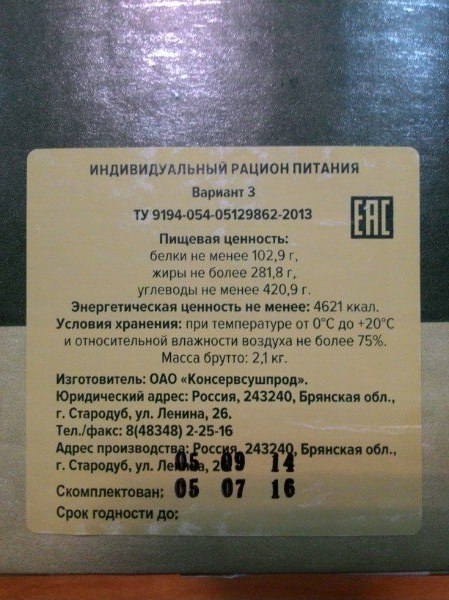 ИНДИВИДУАЛЬНЫЙ РАЦИОН ПИТАНИЯ
Вариант 3
ТУ 9194-054-05129862-2013
ЕАС
Пищевая ценность:
белки не менее 102,9 г,
жиры не более 281,8 г,
углеводы не менее 420,9 г.
Энергетическая ценность не менее: 4621 ккал.
Условия хранения: при температуре от 0°С до +20°С
и относительной влажности воздуха не более 75%.
Масса брутто: 2,1 кг.
Изготовитель: ОАО «Консервсушпрод».
Юридический адрес: Россия, 243240, Брянская обл.,
г. Стародуб, ул. Ленина, 26.
Тел./факс: 8(48348) 2-25-16
Адрес производства: Россия, 243240, Брянская обл.,
г. Стародуб, ул. Ленина,
05 09 14
Скомплектован: 05 07 16
Срок годности до: